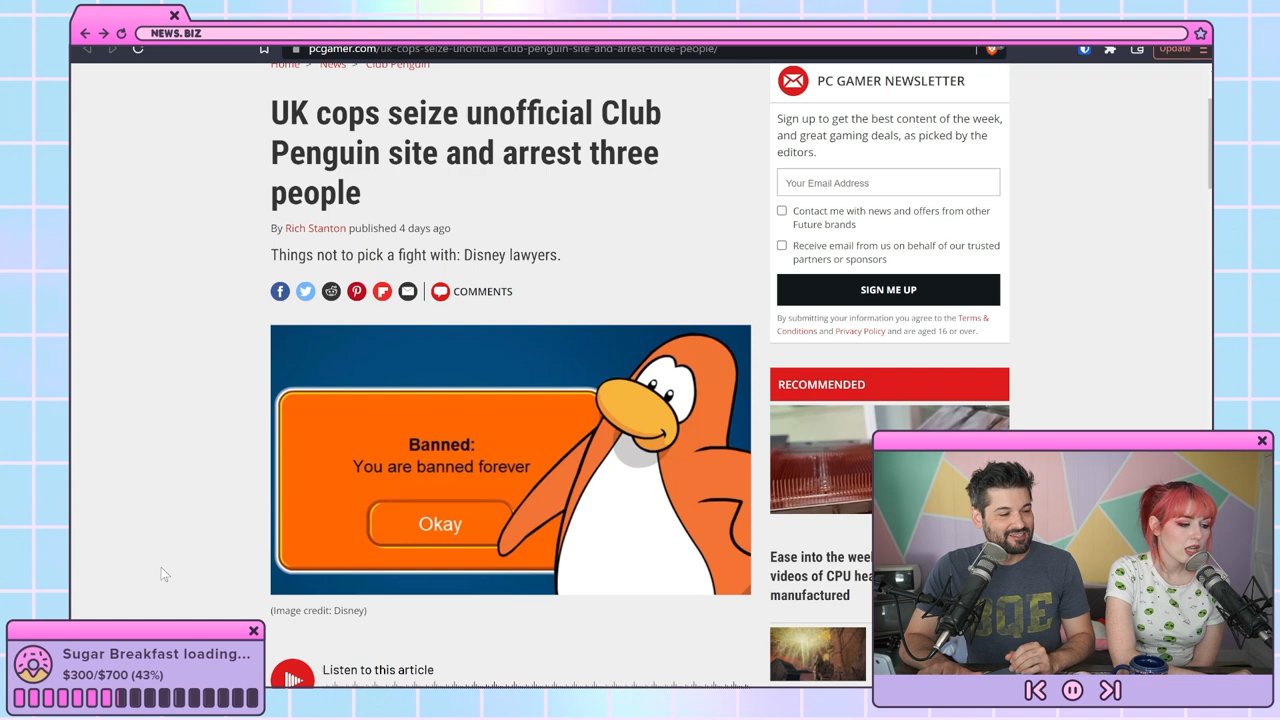 NEWS.BIZ
pcgamer.com/uk-cops-seize-unofficial-club-penguin-site-and-arrest-three-people/
Update
Home > News > Club Penguin
UK cops seize unofficial Club
Penguin site and arrest three
people
By Rich Stanton published 4 days ago
Things not to pick a fight with: Disney lawyers.
COMMENTS
Banned:
You are banned forever
Okay
(Image credit: Disney)
Listen to this article
PC GAMER NEWSLETTER
Sign up to get the best content of the week,
and great gaming deals, as picked by the
editors.
Your Email Address
Contact me with news and offers from other
Future brands
Receive email from us on behalf of our trusted
partners or sponsors
SIGN ME UP
By submitting your information you agree to the Terms &
Conditions and Privacy Policy and are aged 16 or over.
RECOMMENDED
Ease into the
videos of CPU
manufactured
BQE
Sugar Breakfast loading...
$300/$700 (43%)